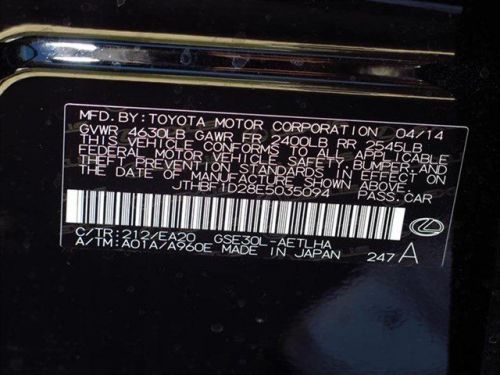 MFD. BY: TOYOTA MOTOR CORPORATION 04/14
GVWR 4630LB GAWR FR 2400LB RR 2545LB
THIS VEHICLE CONFORMS TO ALL APPLICABLE
FEDERAL MOTOR VEHICLE SAFETY, BUMPER, AND
THEFT PREVENTION STANDARDS IN EFFECT ON
THE DATE OF MANUFACTURE SHOWN ABOVE.
JTHBF1D28E5035094 PASS.CAR
C/TR: 212/EA20 GSE30L-AETLHA
A/TM: A01A/A960E MADE IN JAPAN 247 A